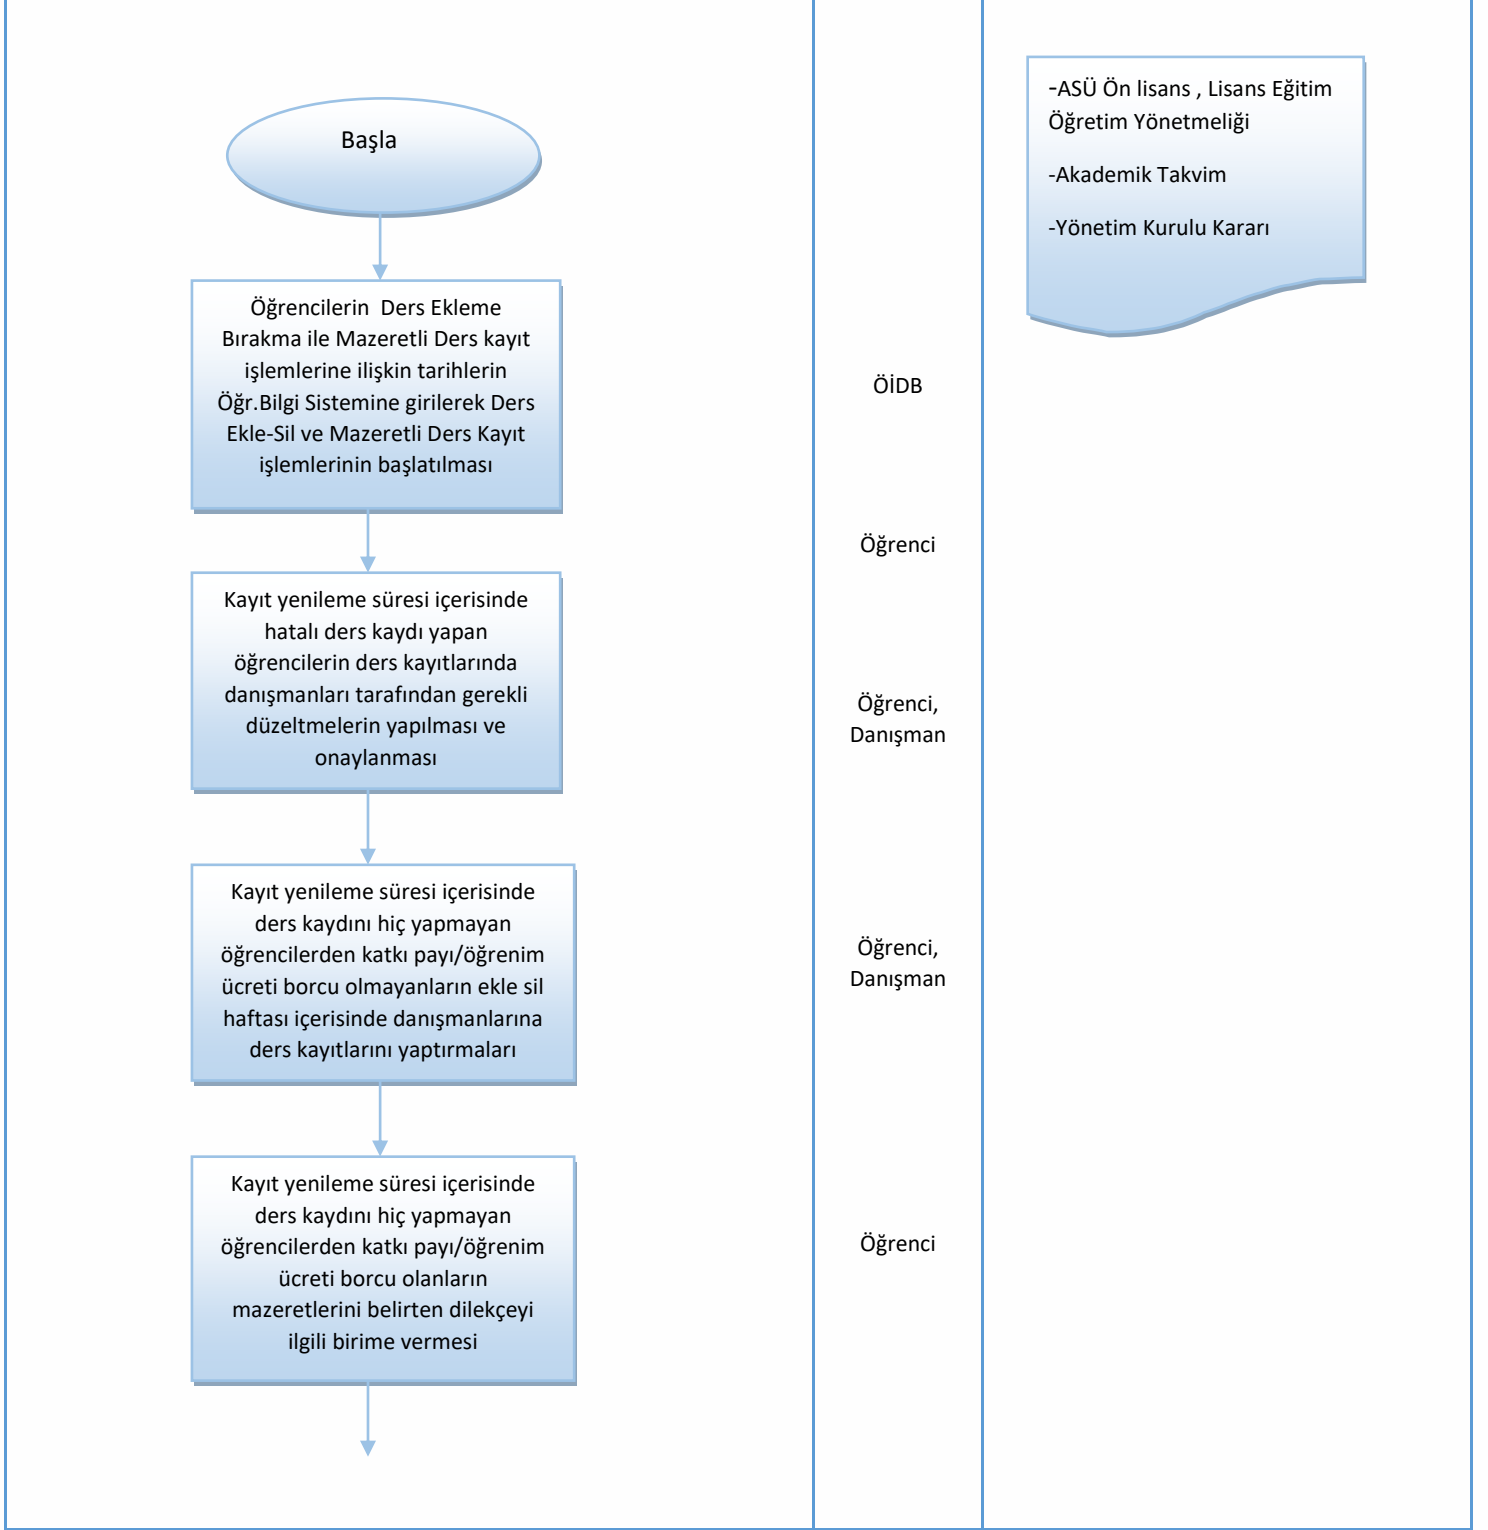 Başla
Öğrencilerin  Ders Ekleme
Bırakma ile Mazeretli Ders kayıt
işlemlerine ilişkin tarihlerin
Öğr.Bilgi Sistemine girilerek Ders
Ekle-Sil ve Mazeretli Ders Kayıt
işlemlerinin başlatılması
Kayıt yenileme süresi içerisinde
hatalı ders kaydı yapan
öğrencilerin ders kayıtlarında
danışmanları tarafından gerekli
düzeltmelerin yapılması ve
onaylanması
Kayıt yenileme süresi içerisinde
ders kaydını hiç yapmayan
öğrencilerden katkı payı/öğrenim
ücreti borcu olmayanların ekle sil
haftası içerisinde danışmanlarına
ders kayıtlarını yaptırmaları
Kayıt yenileme süresi içerisinde
ders kaydını hiç yapmayan
öğrencilerden katkı payı/öğrenim
ücreti borcu olanların
mazeretlerini belirten dilekçeyi
ilgili birime vermesi
ÖİDB
Öğrenci
Öğrenci,
Danışman
Öğrenci,
Danışman
Öğrenci
-ASÜ Ön lisans , Lisans Eğitim
Öğretim Yönetmeliği
-Akademik Takvim
-Yönetim Kurulu Kararı